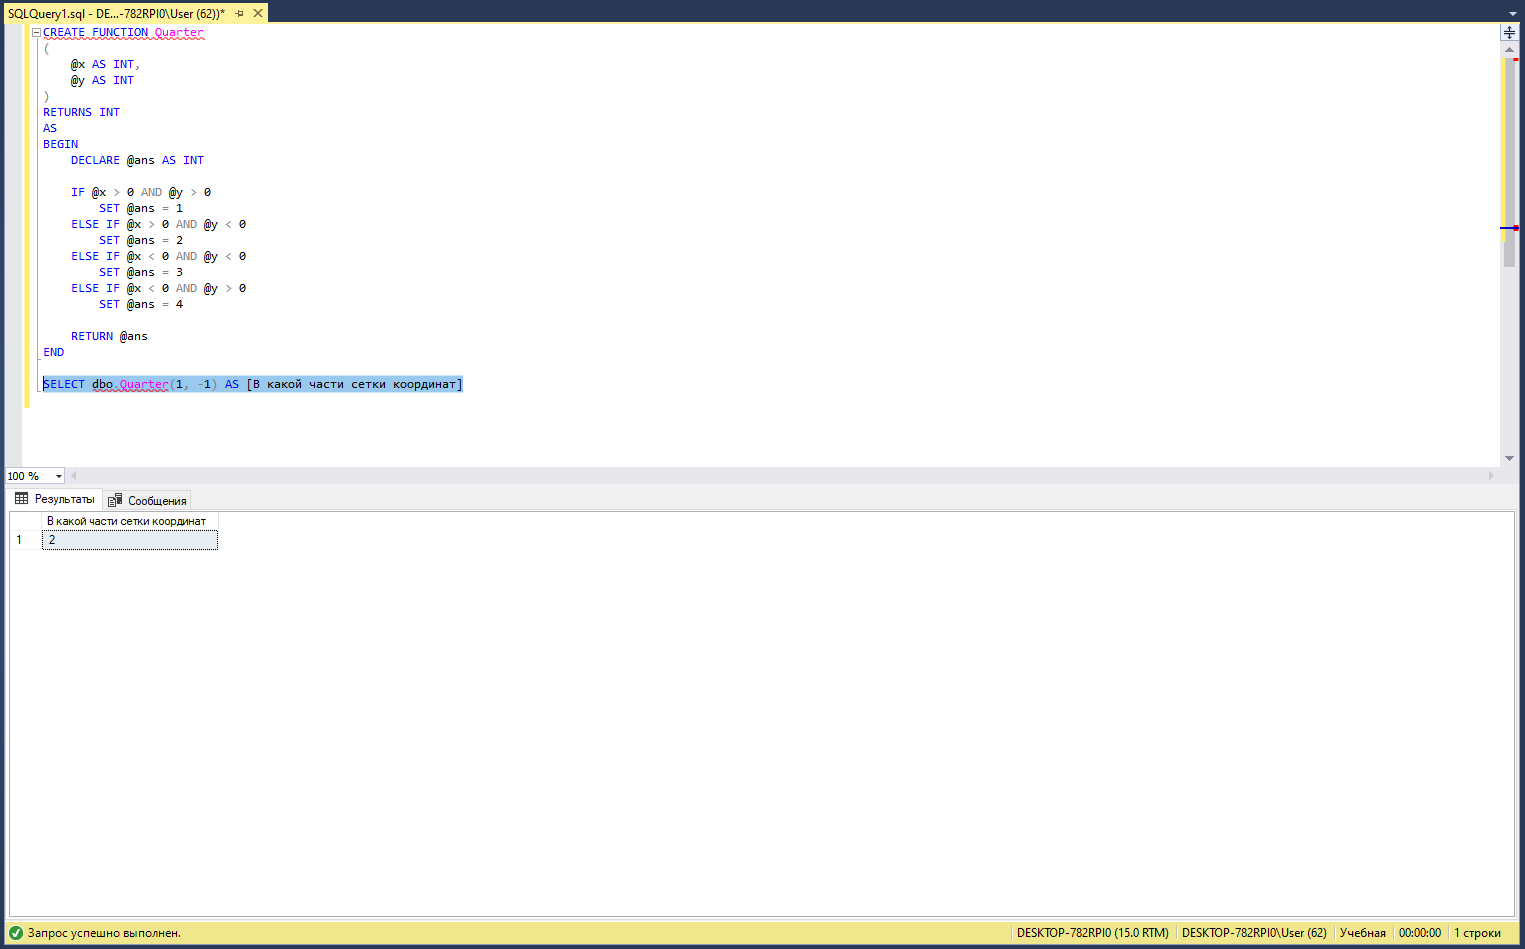 SQLQuery1.sql - DE...-782RPI0\User (62))*
CREATE FUNCTION Quarter
(
@x AS INT,
@y AS INT
)
RETURNS INT
AS
BEGIN
DECLARE @ans AS INT
IF @x > 0 AND @y > 0
SET @ans = 1
ELSE IF @x > 0 AND @y < 0
SET @ans = 2
ELSE IF @x < 0 AND @y < 0
SET @ans = 3
ELSE IF @x < 0 AND @y > 0
SET @ans = 4
RETURN @ans
END
SELECT dbo.Quarter(1, -1) AS [В какой части сетки координат]
100 %
Результаты Сообщения
В какой части сетки координат
1 2
Запрос успешно выполнен. DESKTOP-782RPI0 (15.0 RTM) DESKTOP-782RPI0\User (62) Учебная 00:00:00 1 строки